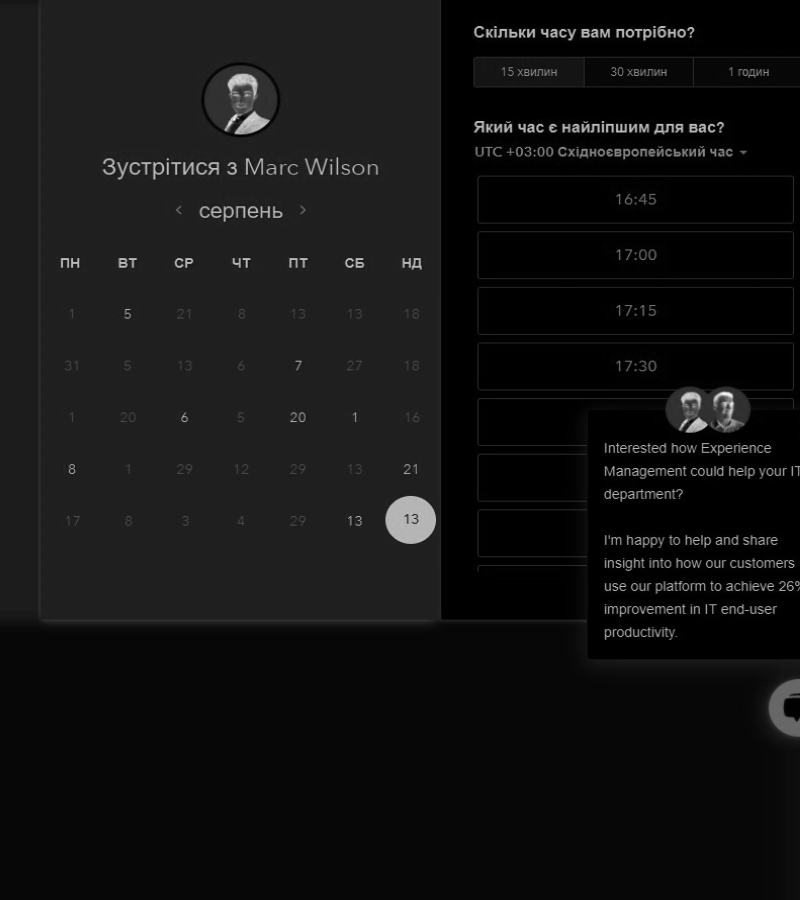 Зустрітися з Marc Wilson
серпень
ПН ВТ СР ЧТ ПТ СБ НД
1 5 21 8 13 13 18
31 5 13 6 7 27 18
1 20 6 5 20 1 16
8 1 29 12 29 13 21
17 8 3 4 29 13 13
Скільки часу вам потрібно?
15 хвилин 30 хвилин 1 годин
Який час є найліпшим для вас?
UTC +03:00 Східноєвропейський час
16:45
17:00
17:15
17:30
Interested how Experience
Management could help your IT
department?
I'm happy to help and share
insight into how our customers
use our platform to achieve 26%
improvement in IT end-user
productivity.